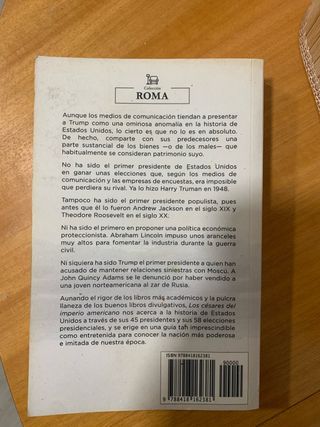 Colección
ROMA
Aunque los medios de comunicación tiendan a presentar
a Trump como una ominosa anomalía en la historia de
Estados Unidos, lo cierto es que no lo es en absoluto.
De hecho, comparte con sus predecesores una
parte sustancial de los bienes —o de los males— que
habitualmente se consideran patrimonio suyo.
No ha sido el primer presidente de Estados Unidos
en ganar unas elecciones que, según los medios de
comunicación y las empresas de encuestas, era imposible
que perdiera su rival. Ya lo hizo Harry Truman en 1948.
Tampoco ha sido el primer presidente populista, pues
antes que él lo fueron Andrew Jackson en el siglo XIX y
Theodore Roosevelt en el siglo XX.
Ni ha sido el primero en proponer una política económica
proteccionista. Abraham Lincoln impuso unos aranceles
muy altos para fomentar la industria durante la guerra
civil.
Ni siquiera ha sido Trump el primer presidente a quien
han acusado de mantener relaciones siniestras con Moscú. A
John Quincy Adams se le denunció por haber vendido a
una joven norteamericana al zar de Rusia.
Aunando el rigor de los libros más académicos y la pulcra
llaneza de los buenos libros divulgativos, Los césares del
imperio americano nos acerca a la historia de Estados
Unidos a través de sus 45 presidentes y sus 58 elecciones
presidenciales, y se erige en una guía tan imprescindible
como entretenida para conocer la nación más poderosa
e imitada de nuestra época.
ISBN 9788418162381
90000
9 788418 162381